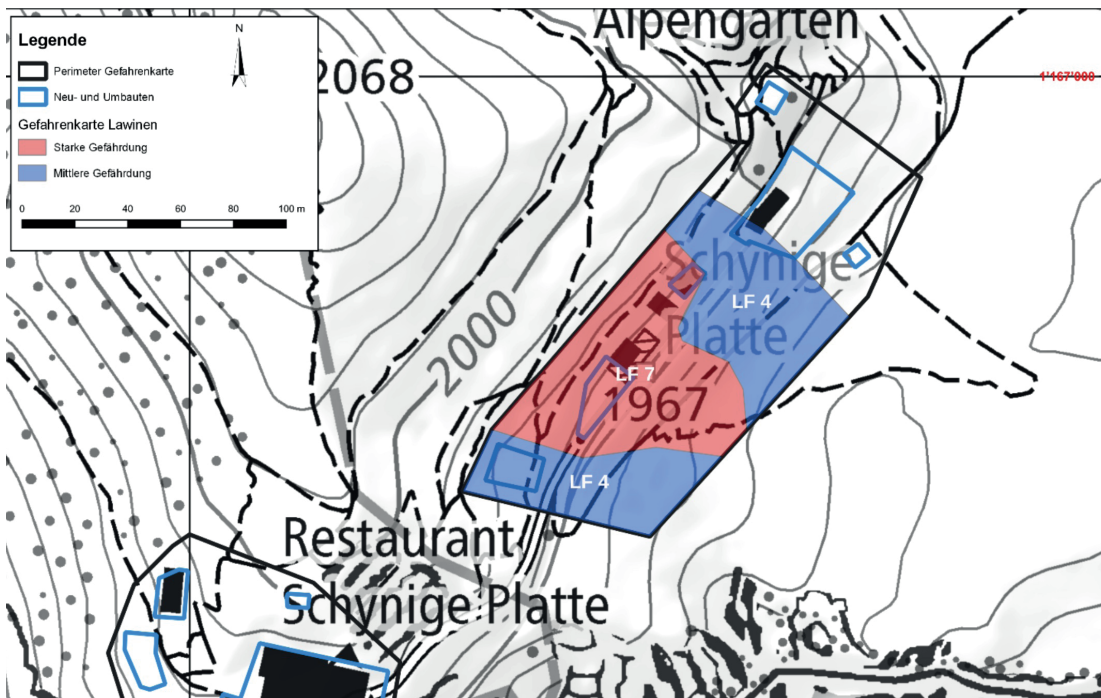 Legende
N
Perimeter Gefahrenkarte
Neu- und Umbauten
Gefahrenkarte Lawinen
Starke Gefährdung
Mittlere Gefährdung
0 20 40 60 80 100 m
Alpengarten
2068
1'167'000
2000
Schynige
Platte
LF 4
LF 7
1967
LF 4
Restaurant
Schynige Platte